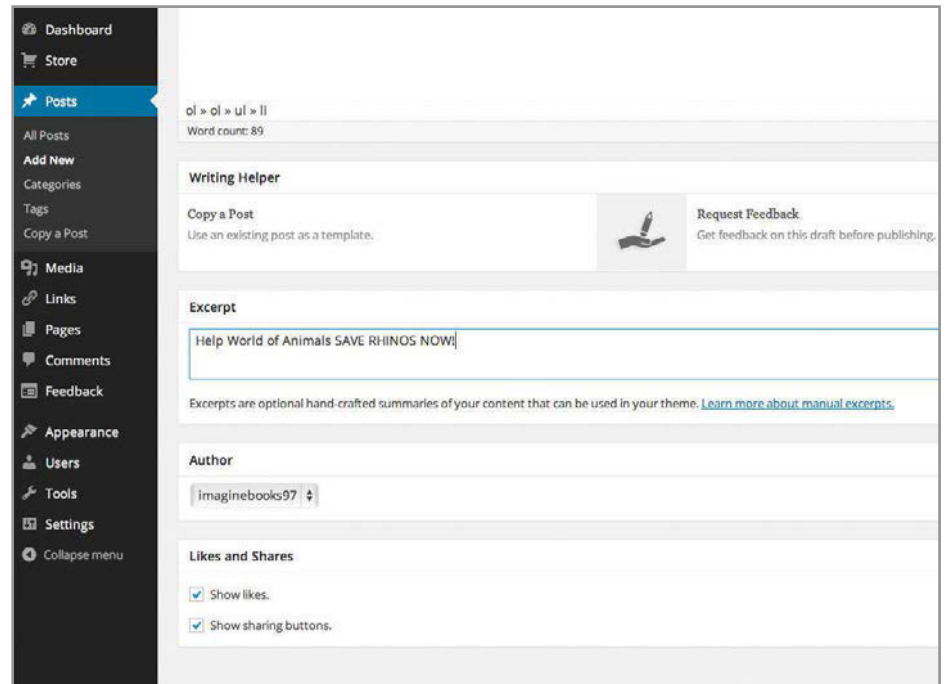 Dashboard
Store
Posts
All Posts
Add New
Categories
Tags
Copy a Post
Media
Links
Pages
Comments
Feedback
Appearance
Users
Tools
Settings
Collapse menu
ol » ol » ul » li
Word count: 89
Writing Helper
Copy a Post
Use an existing post as a template.
Request Feedback
Get feedback on this draft before publishing.
Excerpt
Help World of Animals SAVE RHINOS NOW!
Excerpts are optional hand-crafted summaries of your content that can be used in your theme. Learn more about manual excerpts.
Author
imaginebooks97
Likes and Shares
Show likes.
Show sharing buttons.